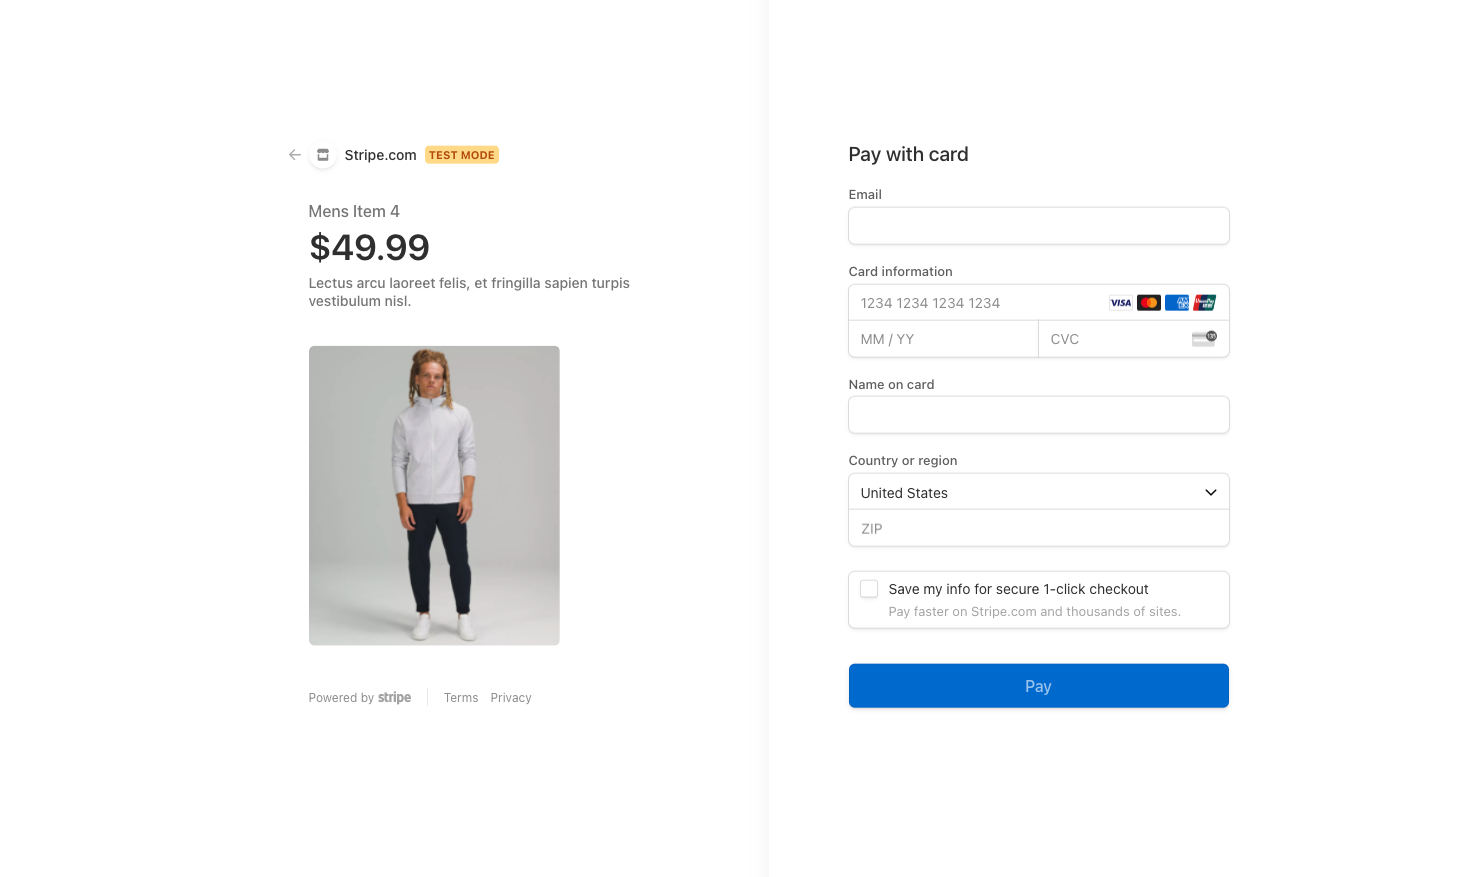 Stripe.com TEST MODE
Mens Item 4
$49.99
Lectus arcu laoreet felis, et fringilla sapien turpis
vestibulum nisl.
Powered by stripe Terms Privacy
Pay with card
Email
Card information
1234 1234 1234 1234 VISA
MM / YY CVC
Name on card
Country or region
United States
ZIP
Save my info for secure 1-click checkout
Pay faster on Stripe.com and thousands of sites.
Pay